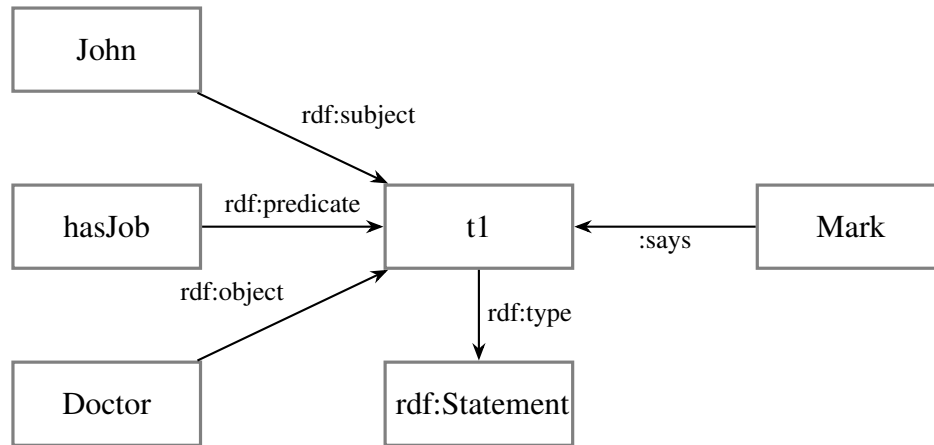 John
rdf:subject
hasJob
rdf:predicate
t1
:says
Mark
rdf:object
rdf:type
Doctor
rdf:Statement